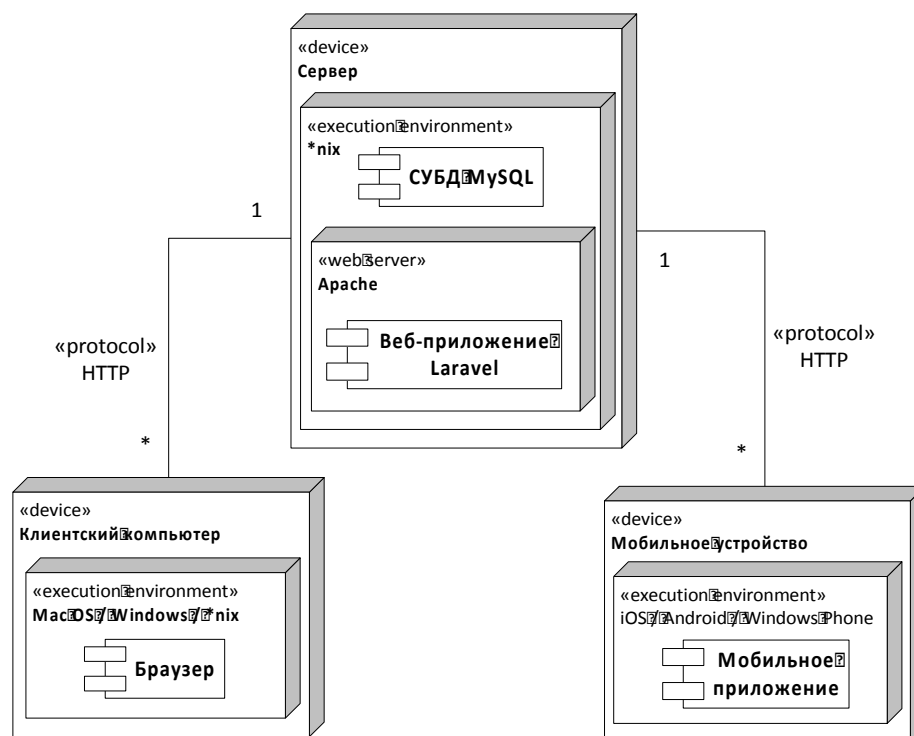 «device»
Сервер
«execution environment»
*nix
СУБД MySQL
1
«web server»
Apache
1
Веб-приложение
Laravel
«protocol»
HTTP
«protocol»
HTTP
*
*
«device»
Клиентский компьютер
«execution environment»
Mac OS / Windows / *nix
Браузер
«device»
Мобильное устройство
«execution environment»
iOS / Android / Windows Phone
Мобильное
приложение